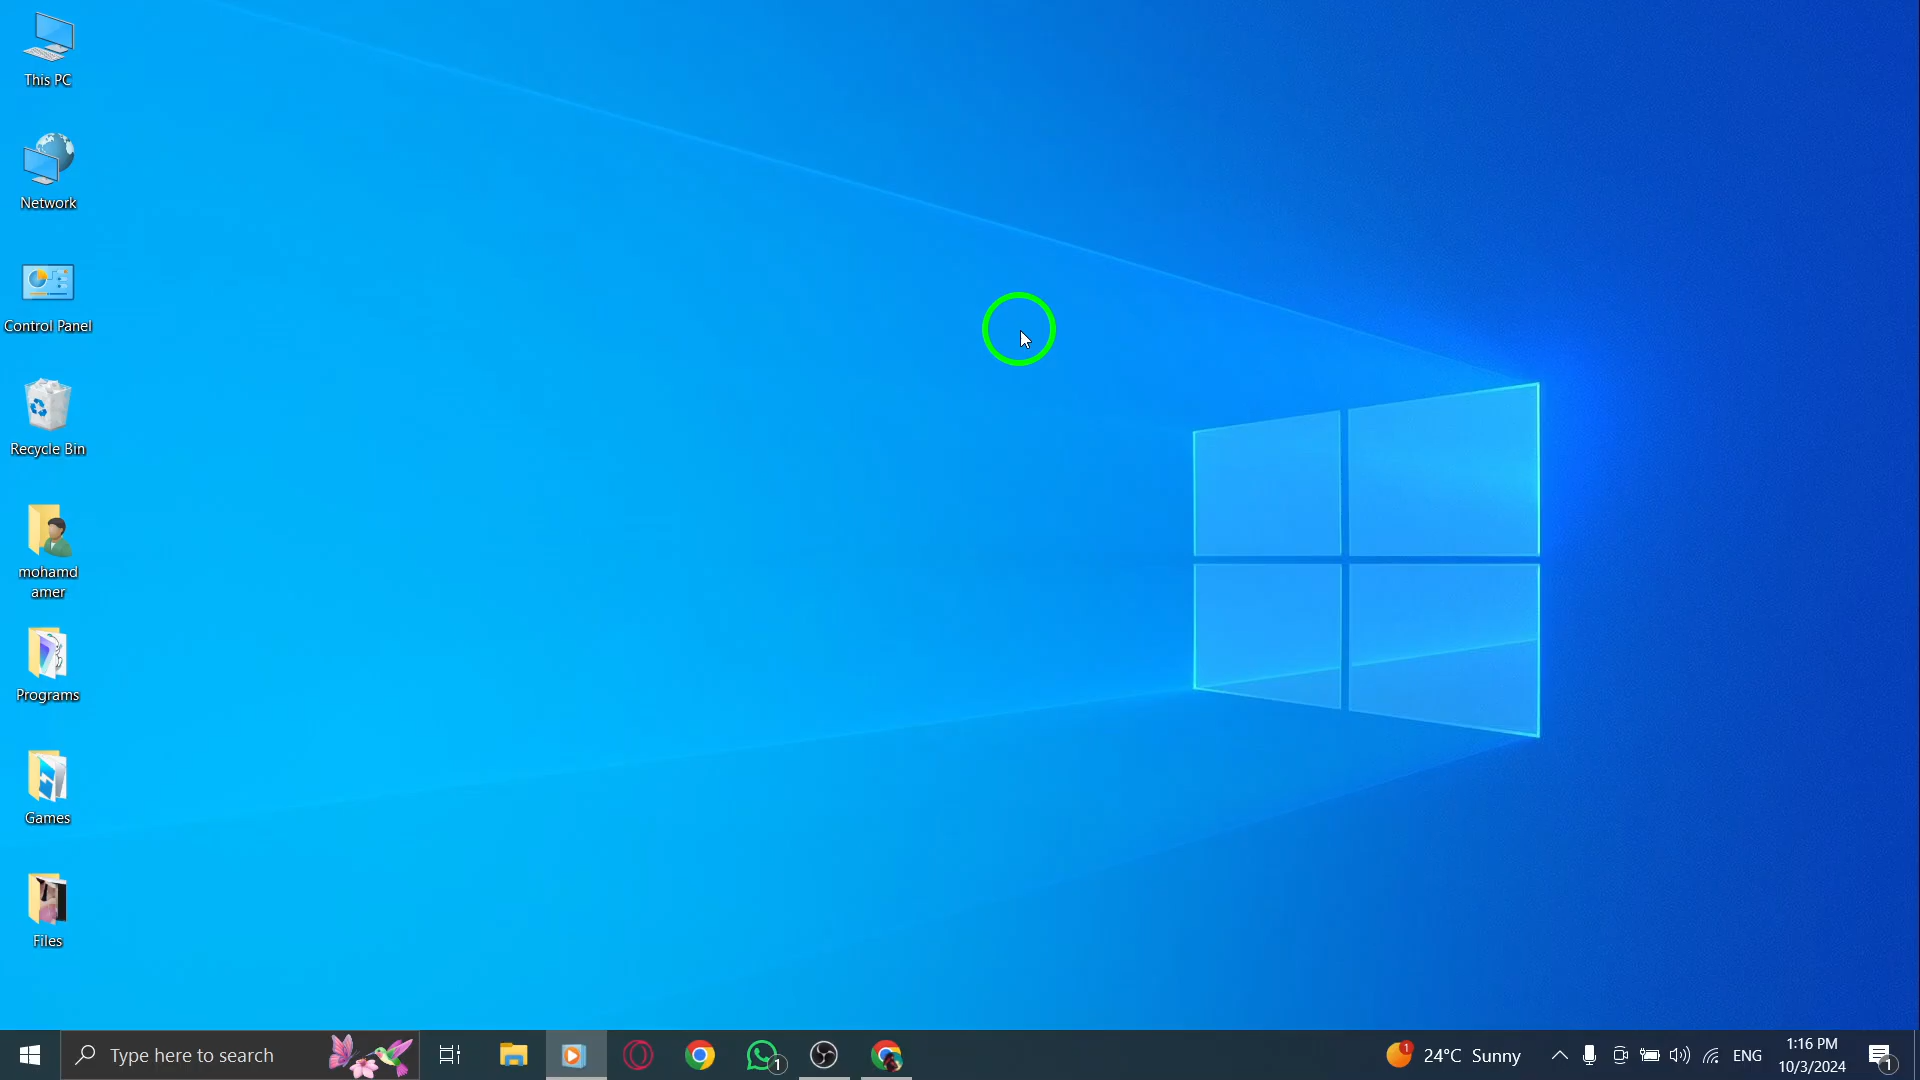 This PC
Network
Control Panel
Recycle Bin
mohamd
amer
Programs
Games
Files
Type here to search
1
1
24°C Sunny
ENG
1:16 PM
10/3/2024
1